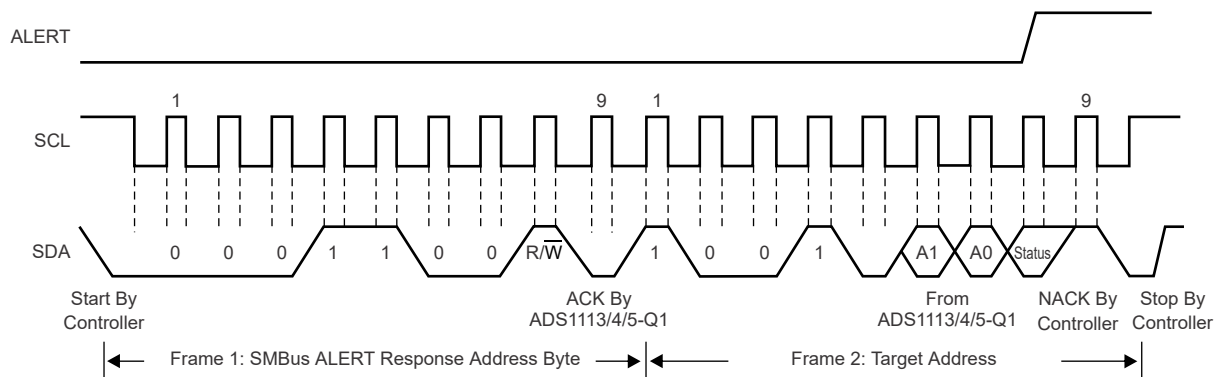 ALERT
1 9 1 9
SCL
SDA
0 0 0 1 1 0 0 R/W 1 0 0 1 A1 A0 Status
Start By
Controller
ACK By
ADS1113/4/5-Q1
From
ADS1113/4/5-Q1
NACK By
Controller
Stop By
Controller
Frame 1: SMBus ALERT Response Address Byte
Frame 2: Target Address